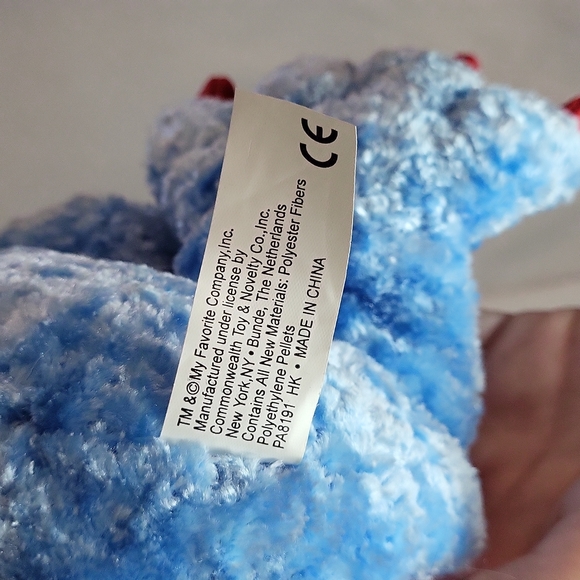 CE
TM &©My Favorite Company,Inc.
Manufactured under license by
Commonwealth Toy & Novelty Co.,Inc.
New York,NY • Bunde, The Netherlands
Contains All New Materials: Polyester Fibers
Polyethylene Pellets
PA8191 HK • MADE IN CHINA